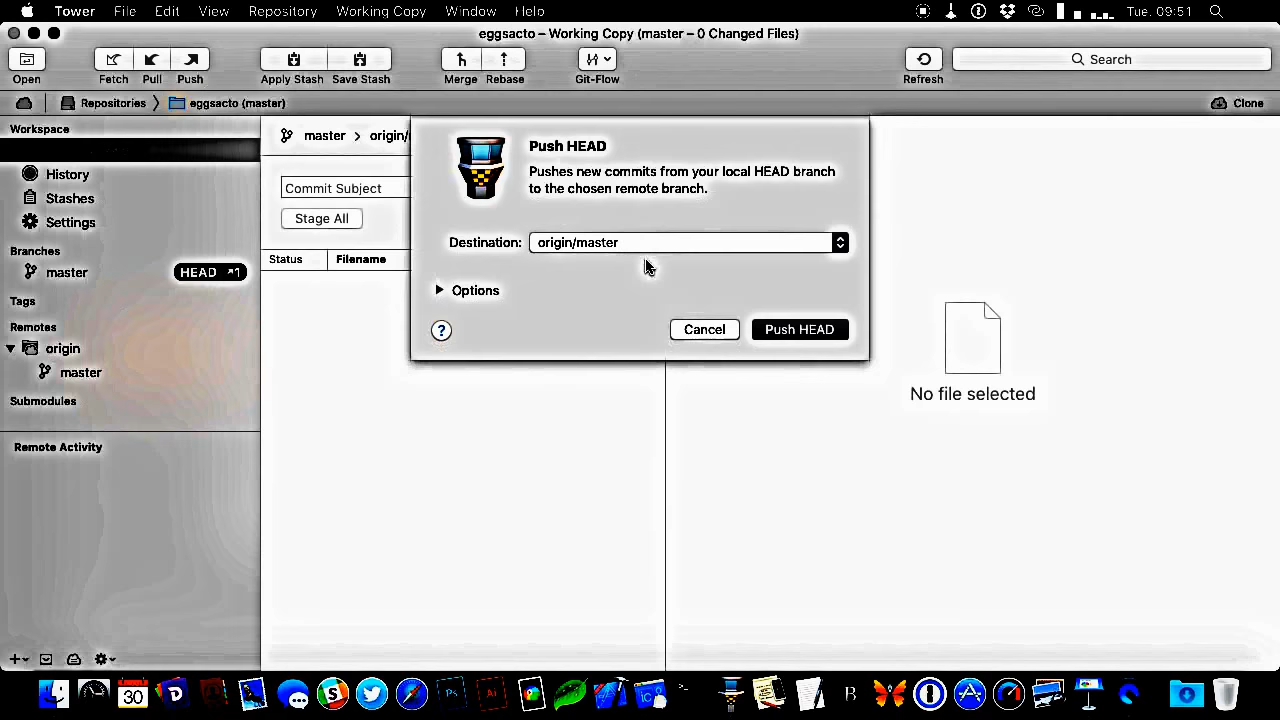 Tower File Edit View Repository Working Copy Window Help Tue. 09:51
eggsacto – Working Copy (master – 0 Changed Files)
Open Fetch Pull Push Apply Stash Save Stash Merge Rebase Git-Flow Refresh Search
Repositories eggsacto (master) Clone
Workspace
History
Stashes
Settings
Branches
master HEAD ↗1
Tags
Remotes
origin
master
Submodules
Remote Activity
master > origin/
Commit Subject
Stage All
Status Filename
Push HEAD
Pushes new commits from your local HEAD branch
to the chosen remote branch.
Destination: origin/master
Options
? Cancel Push HEAD
No file selected
30
Ps
Ai
B